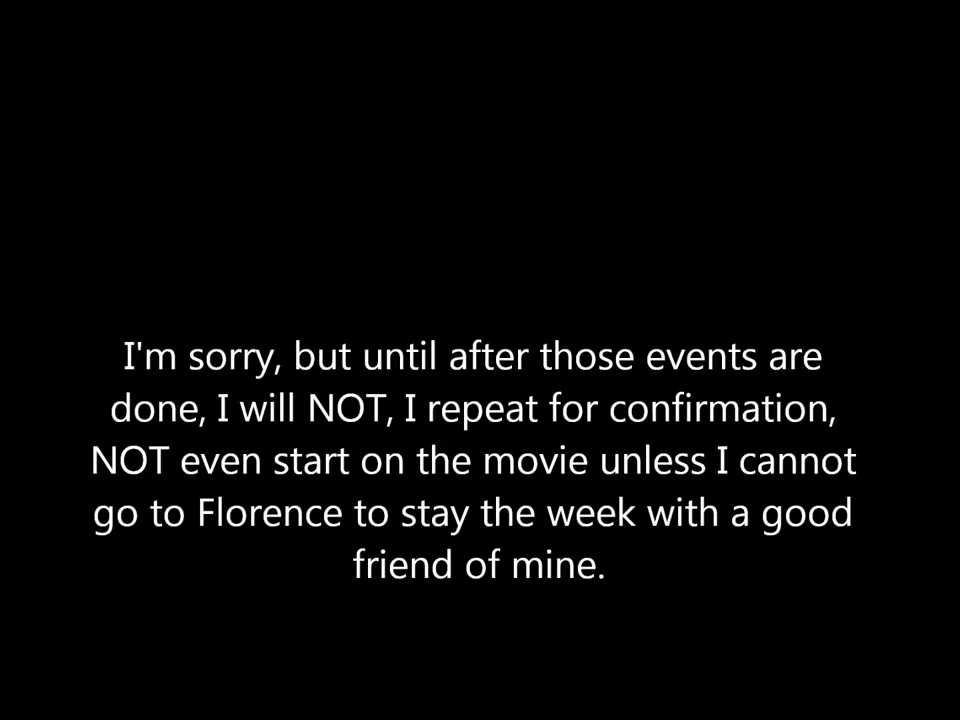 I'm sorry, but until after those events are
done, I will NOT, I repeat for confirmation,
NOT even start on the movie unless I cannot
go to Florence to stay the week with a good
friend of mine.